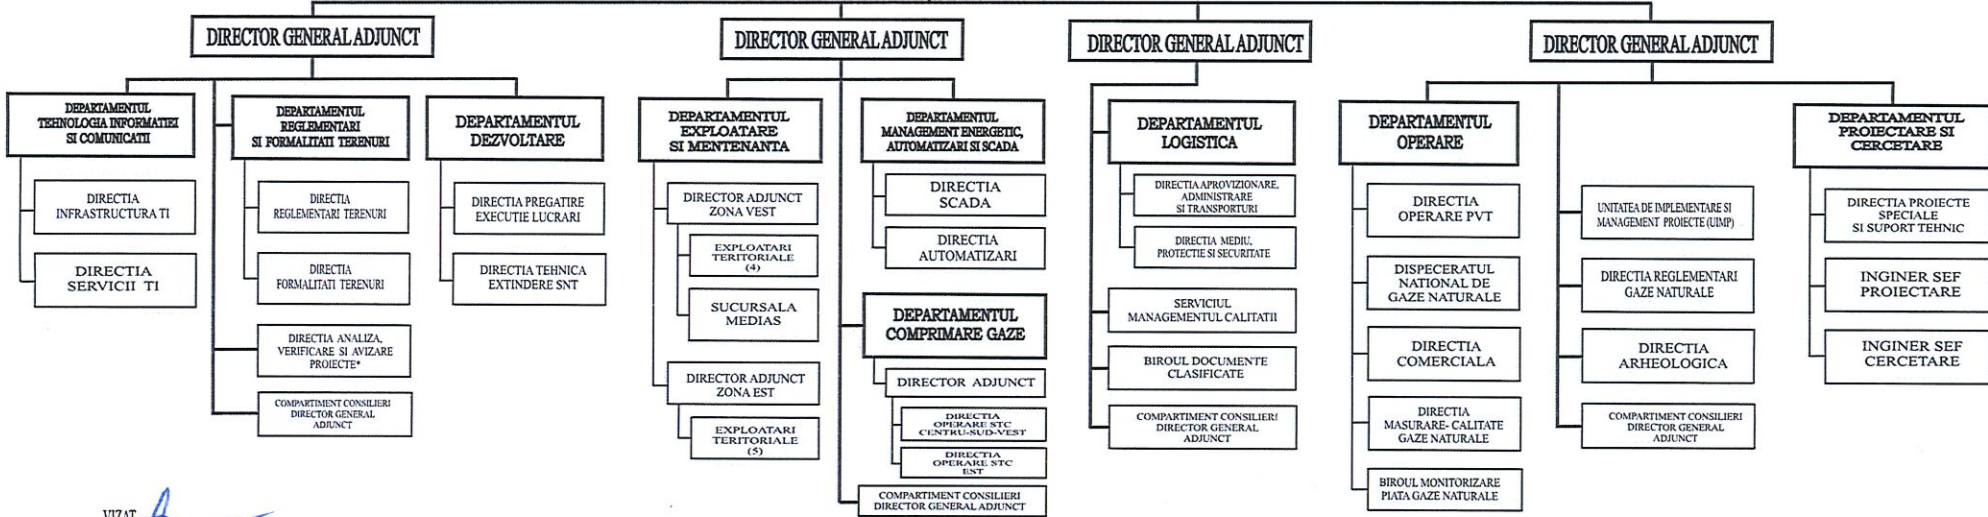 DIRECTOR GENERAL ADJUNCT
DEPARTAMENTUL
TEHNOLOGIA INFORMATIEI
SI COMUNICATII
DIRECTIA
INFRASTRUCTURA TI
DIRECTIA
SERVICII TI
DEPARTAMENTUL
REGLEMENTARI
SI FORMALITATI TERENURI
DIRECTIA
REGLEMENTARI TERENURI
DIRECTIA
FORMALITATI TERENURI
DIRECTIA ANALIZA,
VERIFICARE SI AVIZARE
PROIECTE*
COMPARTIMENT CONSILIERI
DIRECTOR GENERAL
ADJUNCT
DEPARTAMENTUL
DEZVOLTARE
DIRECTIA PREGATIRE
EXECUTIE LUCRARI
DIRECTIA TEHNICA
EXTINDERE SNT
DIRECTOR GENERAL ADJUNCT
DEPARTAMENTUL
EXPLOATARE
SI MENTENANTA
DIRECTOR ADJUNCT
ZONA VEST
EXPLOATARI
TERITORIALE
(4)
SUCURSALA
MEDIAS
DIRECTOR ADJUNCT
ZONA EST
EXPLOATARI
TERITORIALE
(5)
DEPARTAMENTUL
MANAGEMENT ENERGETIC,
AUTOMATIZARI SI SCADA
DIRECTIA
SCADA
DIRECTIA
AUTOMATIZARI
DEPARTAMENTUL
COMPRIMARE GAZE
DIRECTOR ADJUNCT
DIRECTIA
OPERARE STC
CENTRU-SUD-VEST
DIRECTIA
OPERARE STC
EST
COMPARTIMENT CONSILIERI
DIRECTOR GENERAL ADJUNCT
DIRECTOR GENERAL ADJUNCT
DEPARTAMENTUL
LOGISTICA
DIRECTIA APROVIZIONARE,
ADMINISTRARE
SI TRANSPORTURI
DIRECTIA MEDIU,
PROTECTIE SI SECURITATE
SERVICIUL
MANAGEMENTUL CALITATII
BIROUL DOCUMENTE
CLASIFICATE
COMPARTIMENT CONSILIERI
DIRECTOR GENERAL
ADJUNCT
DIRECTOR GENERAL ADJUNCT
DEPARTAMENTUL
OPERARE
DIRECTIA
OPERARE PVT
DISPECERATUL
NATIONAL DE
GAZE NATURALE
DIRECTIA
COMERCIALA
DIRECTIA
MASURARE- CALITATE
GAZE NATURALE
BIROUL MONITORIZARE
PIATA GAZE NATURALE
UNITATEA DE IMPLEMENTARE SI
MANAGEMENT PROIECTE (UIMP)
DIRECTIA REGLEMENTARI
GAZE NATURALE
DIRECTIA
ARHEOLOGICA
COMPARTIMENT CONSILIERI
DIRECTOR GENERAL
ADJUNCT
DEPARTAMENTUL
PROIECTARE SI
CERCETARE
DIRECTIA PROIECTE
SPECIALE
SI SUPORT TEHNIC
INGINER SEF
PROIECTARE
INGINER SEF
CERCETARE
VIZAT